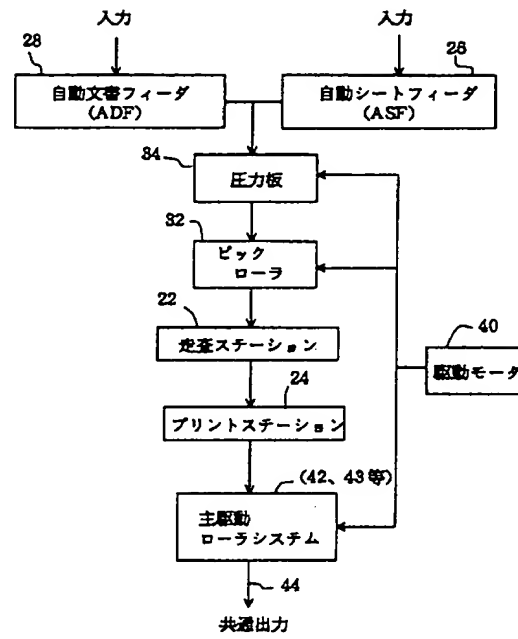 入力
入力
28
28
自動文書フィーダ
(ADF)
自動シートフィーダ
(ASF)
34
圧力板
32
ピック
ローラ
22
走査ステーション
40
駆動モータ
24
プリントステーション
(42、43等)
主駆動
ローラシステム
44
共通出力